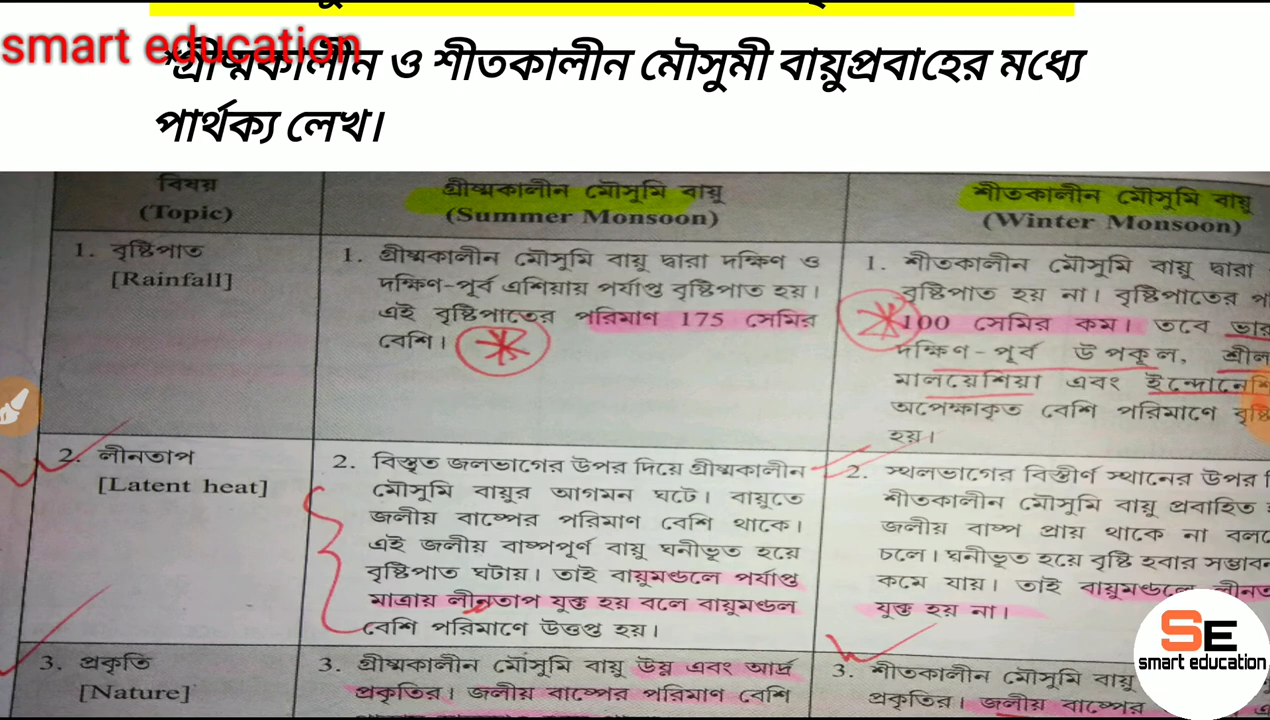 smart education
*গ্রীষ্মকালীন ও শীতকালীন মৌসুমী বায়ুপ্রবাহের মধ্যে
পার্থক্য লেখ।
বিষয়
(Topic)
গ্রীষ্মকালীন মৌসুমি বায়ু
(Summer Monsoon)
শীতকালীন মৌসুমি বায়ু
(Winter Monsoon)
1. বৃষ্টিপাত
[Rainfall]
1. গ্রীষ্মকালীন মৌসুমি বায়ু দ্বারা দক্ষিণ ও
দক্ষিণ-পূর্ব এশিয়ায় পর্যাপ্ত বৃষ্টিপাত হয়।
এই বৃষ্টিপাতের পরিমাণ 175 সেমির
বেশি।
1. শীতকালীন মৌসুমি বায়ু দ্বারা
বৃষ্টিপাত হয় না। বৃষ্টিপাতের
100 সেমির কম। তবে
দক্ষিণ-পূর্ব উপকূল,
মালয়েশিয়া এবং
অপেক্ষাকৃত বেশি পরিমাণে
হয়।
2. লীনতাপ
[Latent heat]
2. বিস্তৃত জলভাগের উপর দিয়ে গ্রীষ্মকালীন
মৌসুমি বায়ুর আগমন ঘটে। বায়ুতে
জলীয় বাষ্পের পরিমাণ বেশি থাকে।
এই জলীয় বাষ্পপূর্ণ বায়ু ঘনীভূত হয়ে
বৃষ্টিপাত ঘটায়। তাই বায়ুমণ্ডলে পর্যাপ্ত
মাত্রায় লীনতাপ যুক্ত হয় বলে বায়ুমণ্ডল
বেশি পরিমাণে উত্তপ্ত হয়।
2. স্থলভাগের বিস্তীর্ণ স্থানের উপর
শীতকালীন মৌসুমি বায়ু প্রবাহিত
জলীয় বাষ্প প্রায় থাকে না
চলে। ঘনীভূত হয়ে বৃষ্টি হবার
কমে যায়। তাই বায়ুমণ্ডলে
যুক্ত হয় না।
3. প্রকৃতি
[Nature]
3. গ্রীষ্মকালীন মৌসুমি বায়ু উষ্ণ এবং আর্দ্র
প্রকৃতির। জলীয় বাষ্পের পরিমাণ বেশি
3. শীতকালীন মৌসুমি বায়ু
প্রকৃতির। জলীয় বাষ্পের
SE
smart education